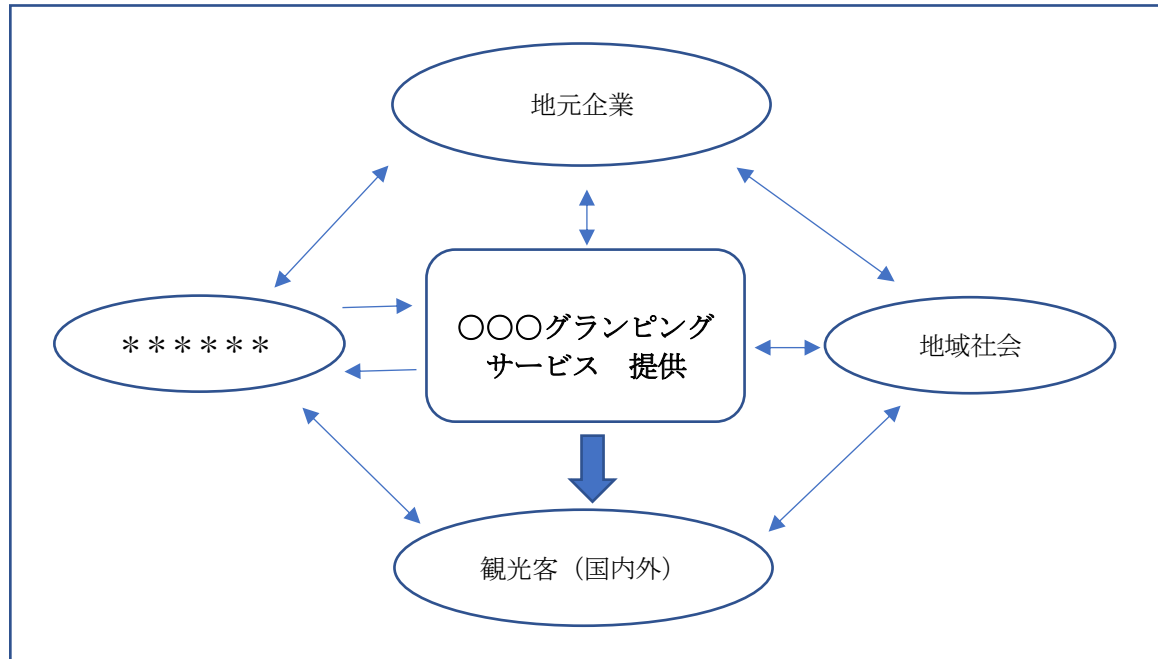 地元企業
〇〇〇グランピング
サービス　提供
＊＊＊＊＊＊
地域社会
観光客（国内外）